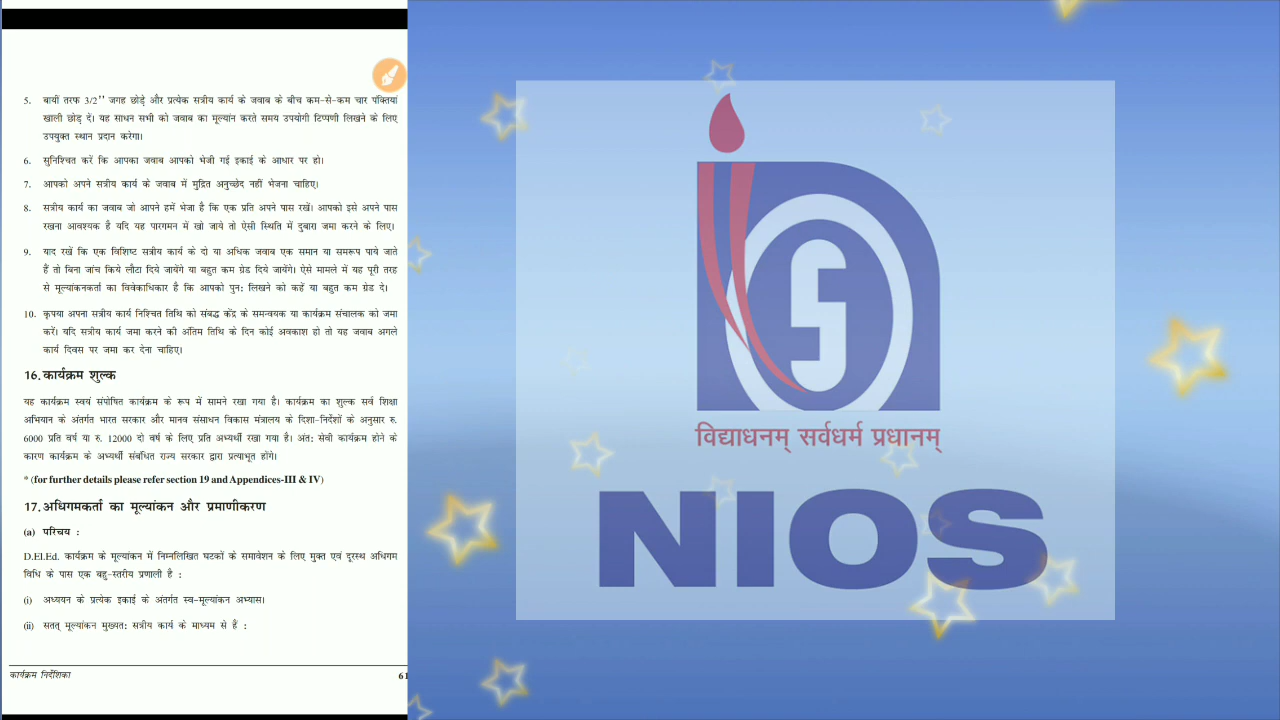 5. बायीं तरफ 3/2'' जगह छोड़े और प्रत्येक सत्रीय कार्य के जवाब के बीच कम-से-कम चार पंक्तियां
खाली छोड़ दें। यह साधन सभी को जवाब का मूल्यांन करते समय उपयोगी टिप्पणी लिखने के लिए
उपयुक्त स्थान प्रदान करेगा।
6. सुनिश्चित करें कि आपका जवाब आपको भेजी गई इकाई के आधार पर हो।
7. आपको अपने सत्रीय कार्य के जवाब में मुद्रित अनुच्छेद नहीं भेजना चाहिए।
8. सत्रीय कार्य का जवाब जो आपने हमें भेजा है कि एक प्रति अपने पास रखें। आपको इसे अपने पास
रखना आवश्यक है यदि यह पारगमन में खो जाये तो ऐसी स्थिति में दुबारा जमा करने के लिए।
9. याद रखें कि एक विशिष्ट सत्रीय कार्य के दो या अधिक जवाब एक समान या समरूप पाये जाते
हैं तो बिना जांच किये लौटा दिये जायेंगे या बहुत कम ग्रेड दिये जायेंगे। ऐसे मामले में यह पूरी तरह
से मूल्यांकनकर्ता का विवेकाधिकार है कि आपको पुन: लिखने को कहें या बहुत कम ग्रेड दे।
10. कृपया अपना सत्रीय कार्य निश्चित तिथि को संबद्ध केंद्र के समन्वयक या कार्यक्रम संचालक को जमा
करें। यदि सत्रीय कार्य जमा करने की अंतिम तिथि के दिन कोई अवकाश हो तो यह जवाब अगले
कार्य दिवस पर जमा कर देना चाहिए।
16. कार्यक्रम शुल्क
यह कार्यक्रम स्वयं संपोषित कार्यक्रम के रूप में सामने रखा गया है। कार्यक्रम का शुल्क सर्व शिक्षा
अभियान के अंतर्गत भारत सरकार और मानव संसाधन विकास मंत्रालय के दिशा-निर्देशों के अनुसार रु.
6000 प्रति वर्ष या रु. 12000 दो वर्ष के लिए प्रति अभ्यर्थी रखा गया है। अंत: सेवी कार्यक्रम होने के
कारण कार्यक्रम के अभ्यर्थी संबंधित राज्य सरकार द्वारा प्रत्याभूत होंगे।
* (for further details please refer section 19 and Appendices-III & IV)
17. अधिगमकर्ता का मूल्यांकन और प्रमाणीकरण
(a) परिचय :
D.El.Ed. कार्यक्रम के मूल्यांकन में निम्नलिखित घटकों के समावेशन के लिए मुक्त एवं दूरस्थ अधिगम
विधि के पास एक बहु-स्तरीय प्रणाली है :
(i) अध्ययन के प्रत्येक इकाई के अंतर्गत स्व-मूल्यांकन अभ्यास।
(ii) सतत् मूल्यांकन मुख्यत: सत्रीय कार्य के माध्यम से हैं :
कार्यक्रम निर्देशिका 61
विद्याधनम् सर्वधर्म प्रधानम्
NIOS